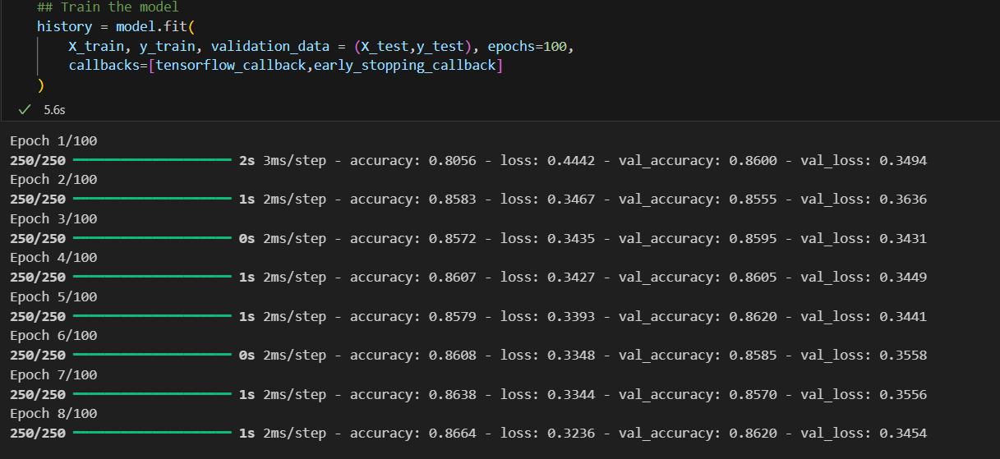 ## Train the model
history = model.fit(
    X_train, y_train, validation_data = (X_test,y_test), epochs=100,
    callbacks=[tensorflow_callback,early_stopping_callback]
)
5.6s
Epoch 1/100
250/250 2s 3ms/step - accuracy: 0.8056 - loss: 0.4442 - val_accuracy: 0.8600 - val_loss: 0.3494
Epoch 2/100
250/250 1s 2ms/step - accuracy: 0.8583 - loss: 0.3467 - val_accuracy: 0.8555 - val_loss: 0.3636
Epoch 3/100
250/250 0s 2ms/step - accuracy: 0.8572 - loss: 0.3435 - val_accuracy: 0.8595 - val_loss: 0.3431
Epoch 4/100
250/250 1s 2ms/step - accuracy: 0.8607 - loss: 0.3427 - val_accuracy: 0.8605 - val_loss: 0.3449
Epoch 5/100
250/250 1s 2ms/step - accuracy: 0.8579 - loss: 0.3393 - val_accuracy: 0.8620 - val_loss: 0.3441
Epoch 6/100
250/250 0s 2ms/step - accuracy: 0.8608 - loss: 0.3348 - val_accuracy: 0.8585 - val_loss: 0.3558
Epoch 7/100
250/250 1s 2ms/step - accuracy: 0.8638 - loss: 0.3344 - val_accuracy: 0.8570 - val_loss: 0.3556
Epoch 8/100
250/250 1s 2ms/step - accuracy: 0.8664 - loss: 0.3236 - val_accuracy: 0.8620 - val_loss: 0.3454